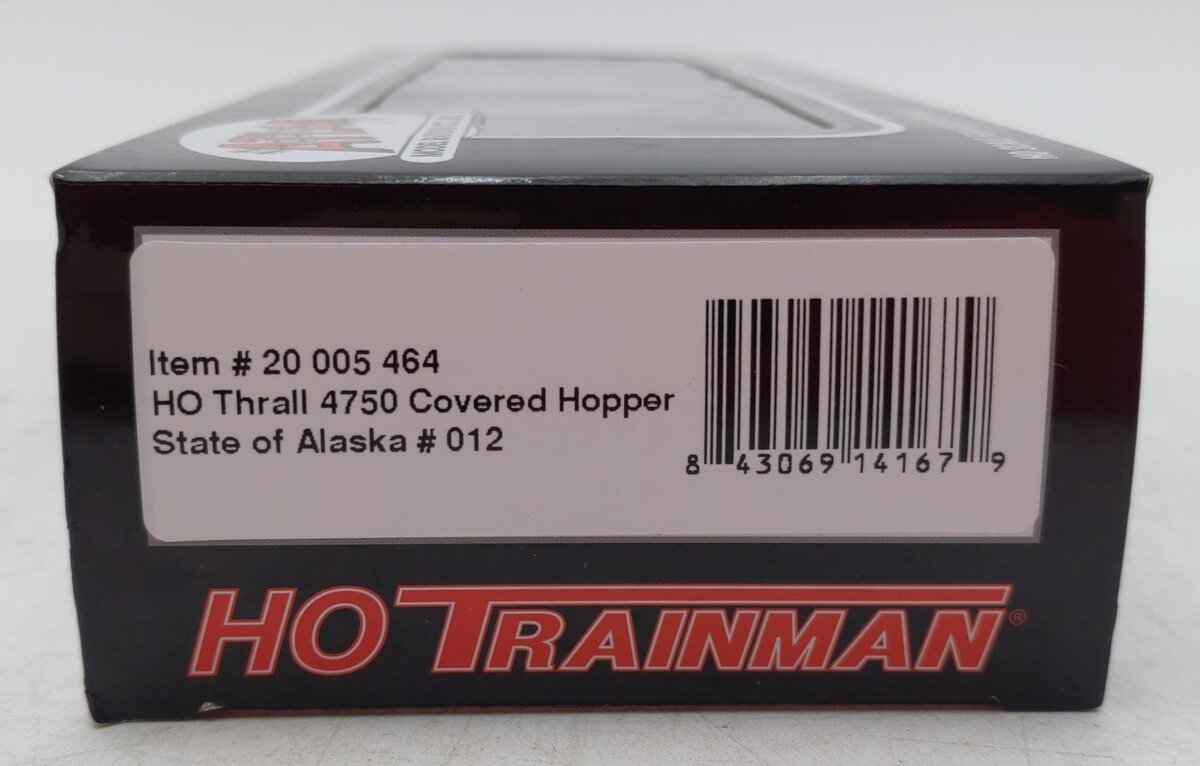 Item # 20 005 464
HO Thrall 4750 Covered Hopper
State of Alaska # 012
8 43069 14167 9
HO TRAINMAN®